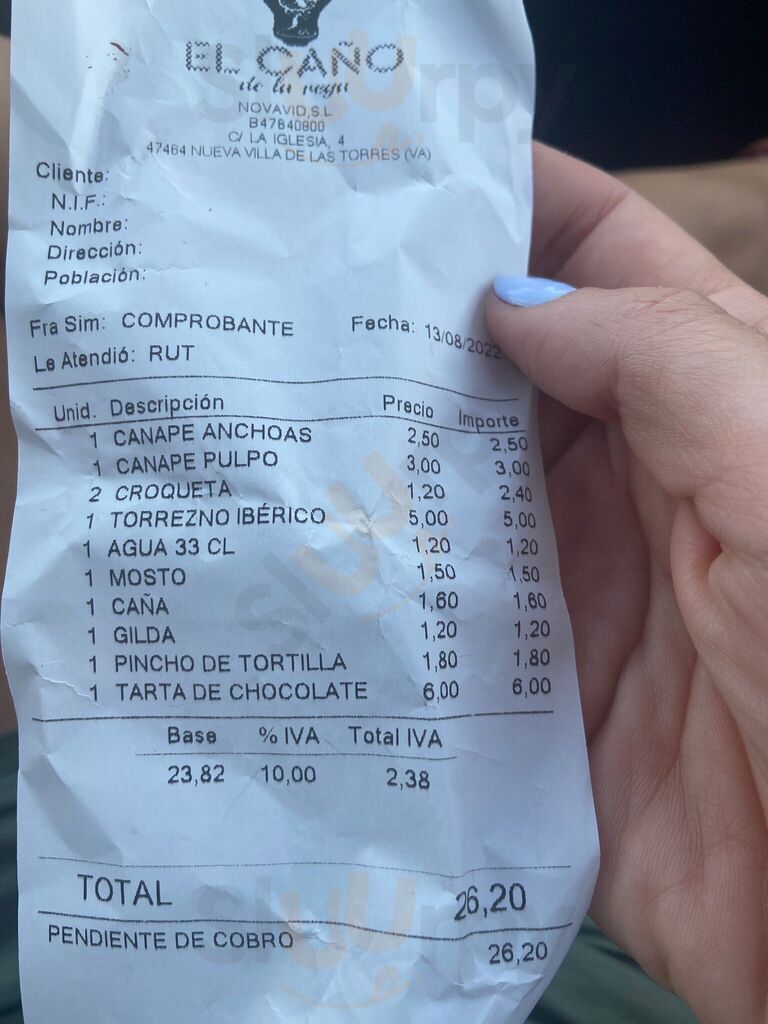 EL CAÑO
de la vega
NOVAVID,S.L
B47640800
C/ LA IGLESIA, 4
47464 NUEVA VILLA DE LAS TORRES (VA)
Cliente:
N.I.F.:
Nombre:
Dirección:
Población:
Fra Sim: COMPROBANTE Fecha: 13/08/2022
Le Atendió: RUT
Unid. Descripción Precio Importe
1 CANAPE ANCHOAS 2,50 2,50
1 CANAPE PULPO 3,00 3,00
2 CROQUETA 1,20 2,40
1 TORREZNO IBÉRICO 5,00 5,00
1 AGUA 33 CL 1,20 1,20
1 MOSTO 1,50 1,50
1 CAÑA 1,60 1,60
1 GILDA 1,20 1,20
1 PINCHO DE TORTILLA 1,80 1,80
1 TARTA DE CHOCOLATE 6,00 6,00
Base % IVA Total IVA
23,82 10,00 2,38
TOTAL 26,20
PENDIENTE DE COBRO 26,20
sluurpy
sluurpy
sluurpy